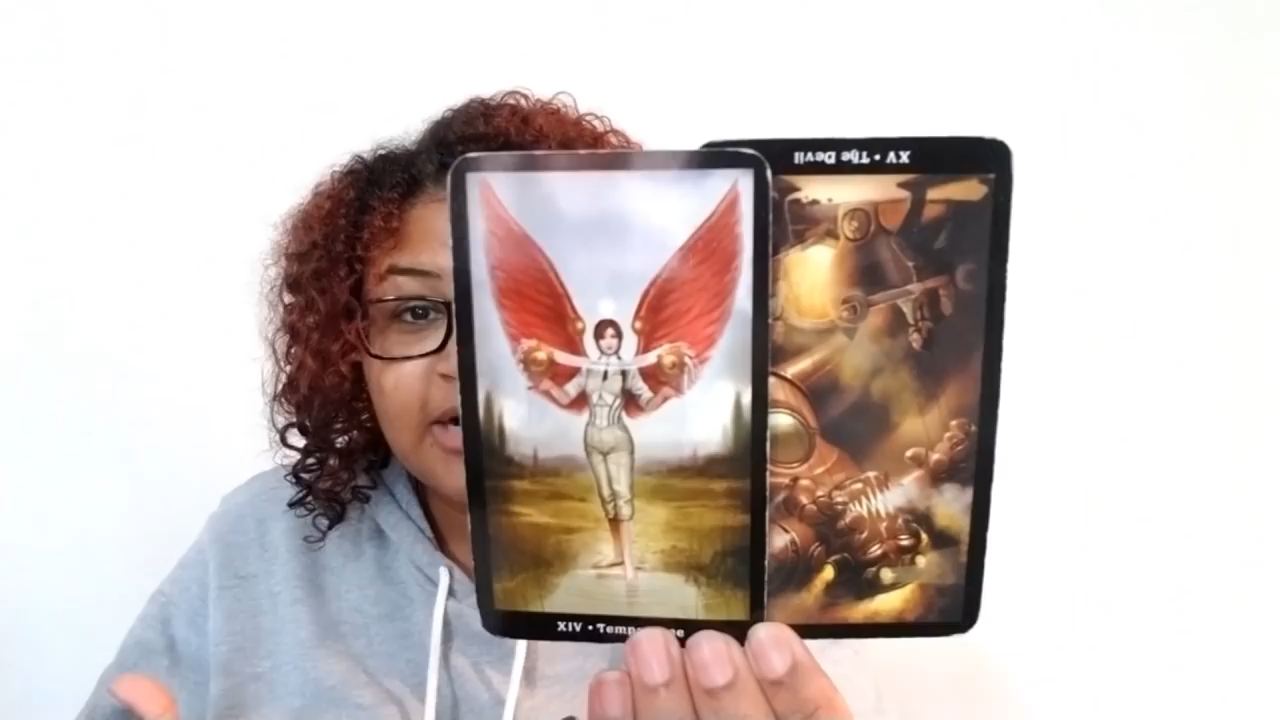 XV • The Devil
XIV •